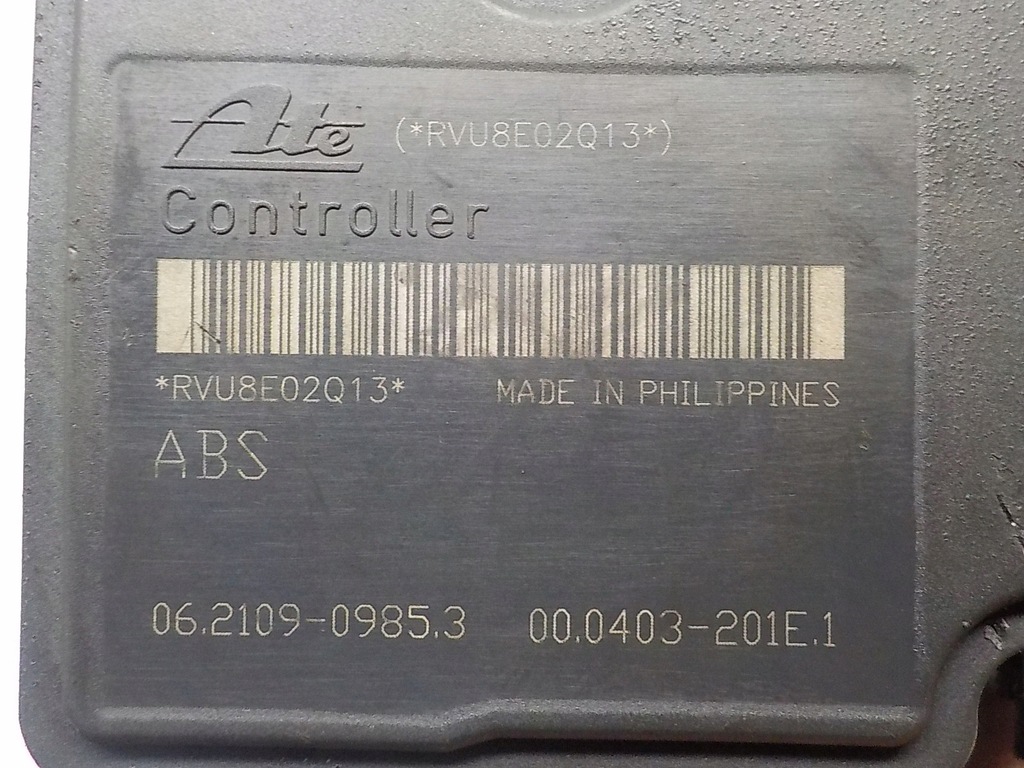 Ate (*RVU8E02Q13*)
Controller
*RVU8E02Q13* MADE IN PHILIPPINES
ABS
06.2109-0985.3 00.0403-201E.1